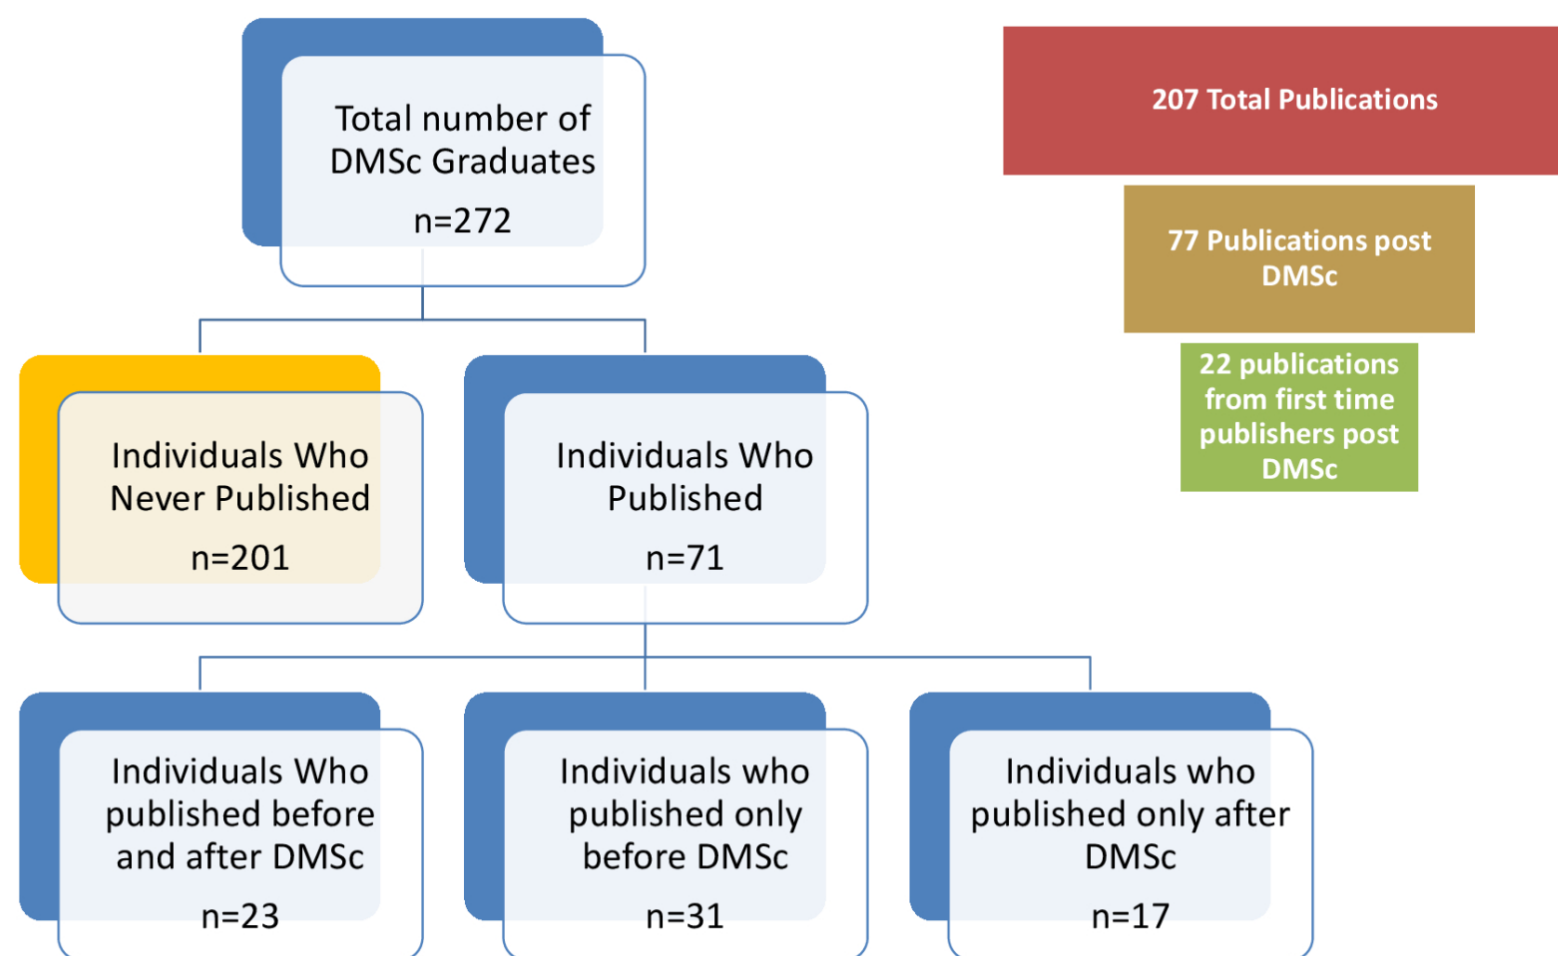 Total number of
DMSc Graduates
n=272
Individuals Who
Never Published
n=201
Individuals Who
Published
n=71
Individuals Who
published before
and after DMSc
n=23
Individuals who
published only
before DMSc
n=31
Individuals who
published only after
DMSc
n=17
207 Total Publications
77 Publications post
DMSc
22 publications
from first time
publishers post
DMSc